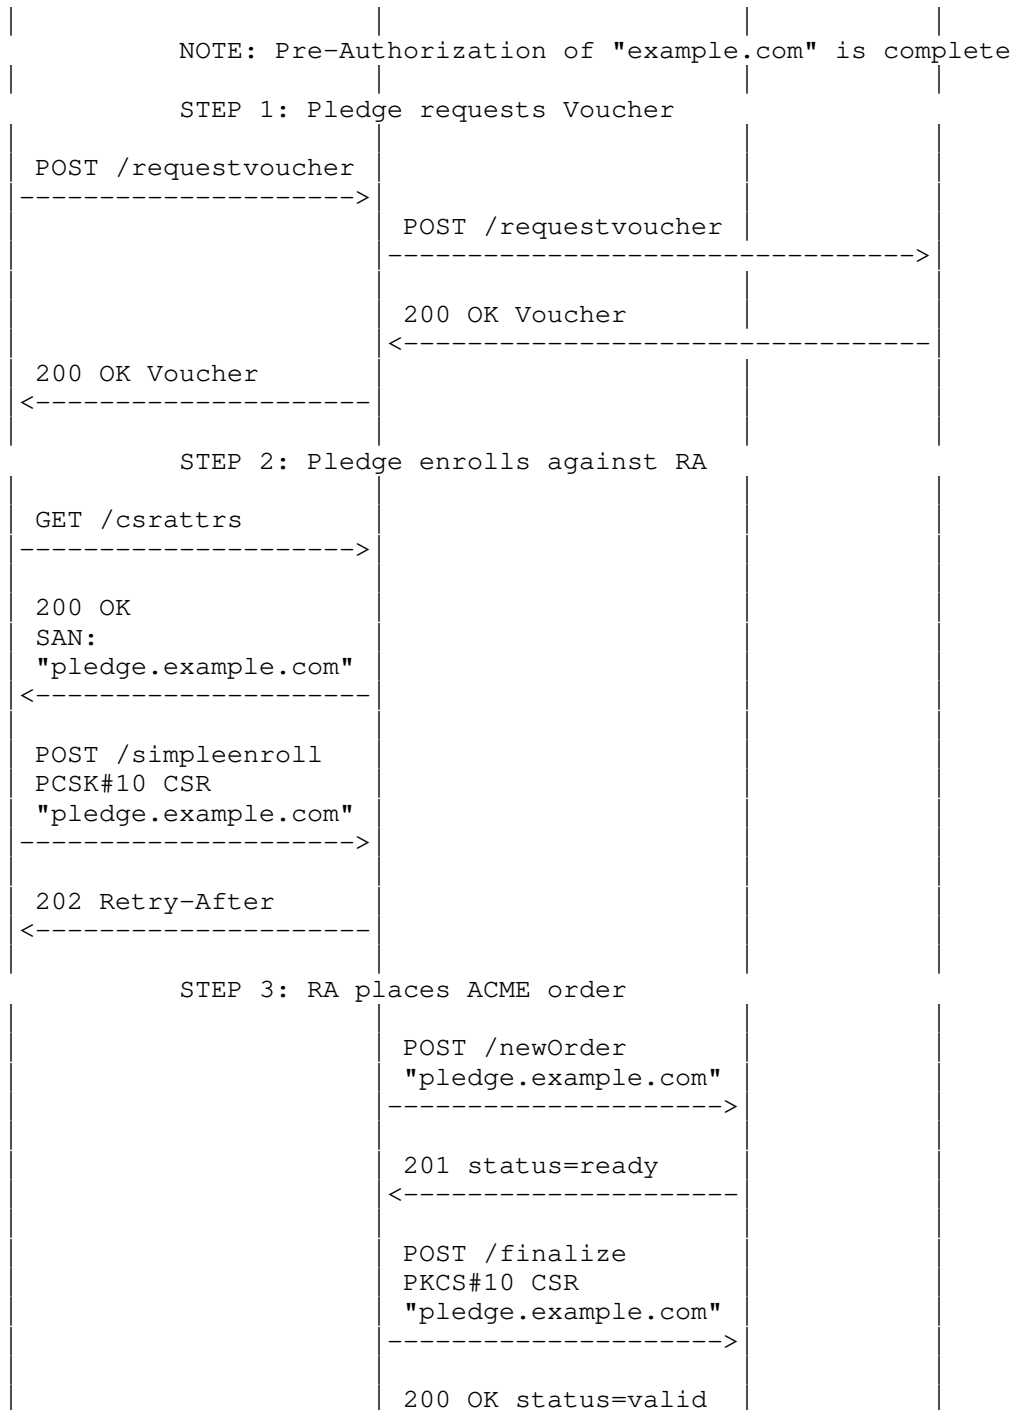 NOTE: Pre-Authorization of "example.com" is complete
STEP 1: Pledge requests Voucher
POST /requestvoucher
POST /requestvoucher
200 OK Voucher
200 OK Voucher
STEP 2: Pledge enrolls against RA
GET /csrattrs
200 OK
SAN:
"pledge.example.com"
POST /simpleenroll
PCSK#10 CSR
"pledge.example.com"
202 Retry-After
STEP 3: RA places ACME order
POST /newOrder
"pledge.example.com"
201 status=ready
POST /finalize
PKCS#10 CSR
"pledge.example.com"
200 OK status=valid